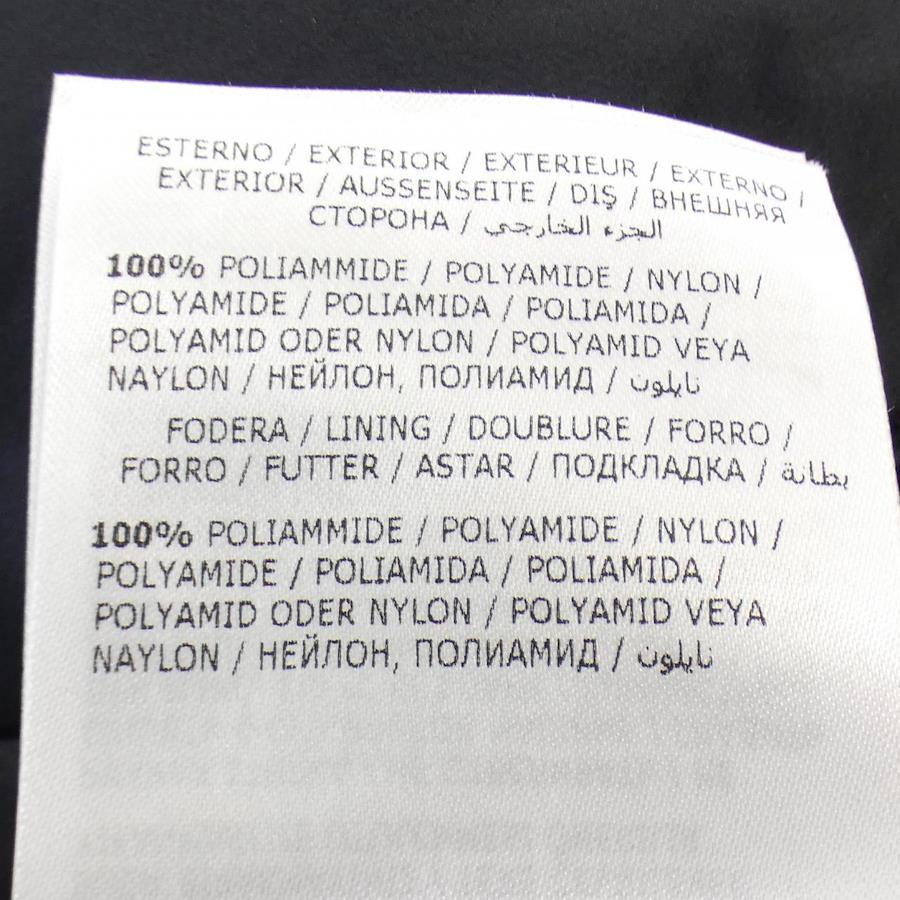 ESTERNO / EXTERIOR / EXTERIEUR / EXTERNO /
EXTERIOR / AUSSENSEITE / DIŞ / ВНЕШНЯЯ
СТОРОНА / الجزء الخارجي
100% POLIAMMIDE / POLYAMIDE / NYLON /
POLYAMIDE / POLIAMIDA / POLIAMIDA /
POLYAMID ODER NYLON / POLYAMID VEYA
NAYLON / НЕЙЛОН, ПОЛИАМИД / نايلون
FODERA / LINING / DOUBLURE / FORRO /
FORRO / FUTTER / ASTAR / ПОДКЛАДКА / بطانة
100% POLIAMMIDE / POLYAMIDE / NYLON /
POLYAMIDE / POLIAMIDA / POLIAMIDA /
POLYAMID ODER NYLON / POLYAMID VEYA
NAYLON / НЕЙЛОН, ПОЛИАМИД / نايلون